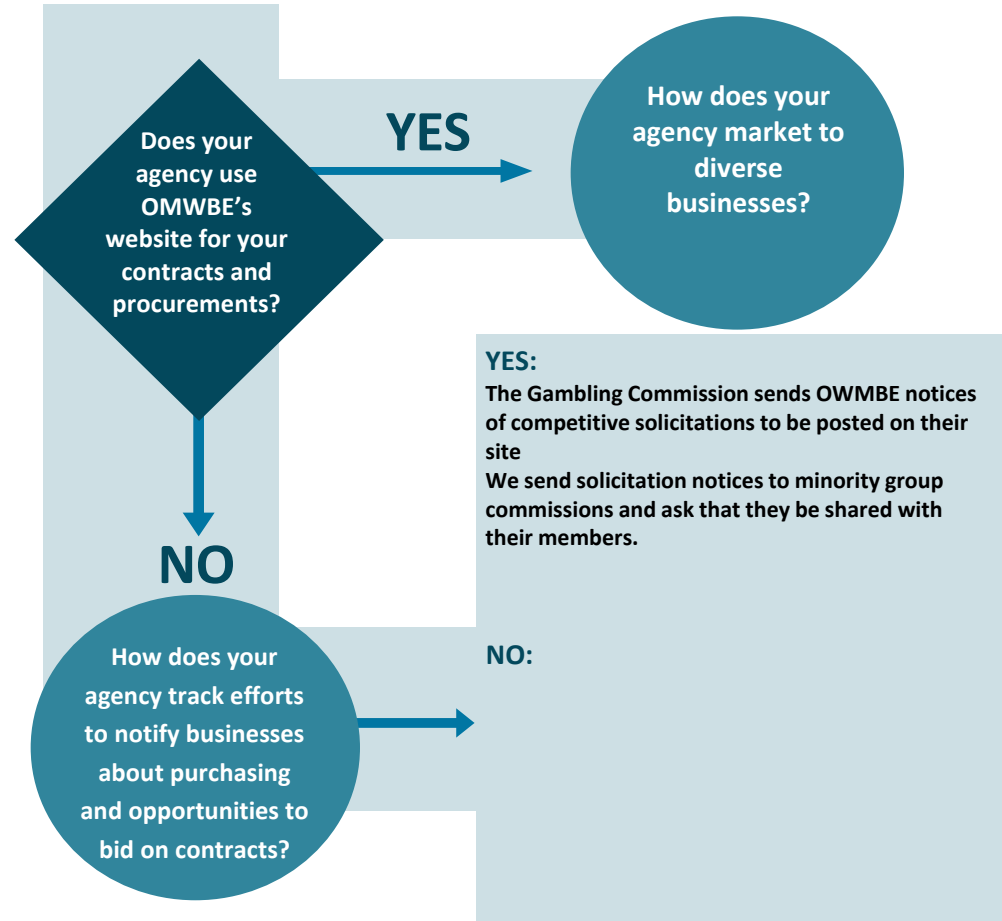 Does your
agency use
OMWBE's
website for your
contracts and
procurements?
YES
How does your
agency market to
diverse
businesses?
YES:
The Gambling Commission sends OWMBE notices
of competitive solicitations to be posted on their
site
We send solicitation notices to minority group
commissions and ask that they be shared with
their members.
NO
How does your
agency track efforts
to notify businesses
about purchasing
and opportunities to
bid on contracts?
NO: